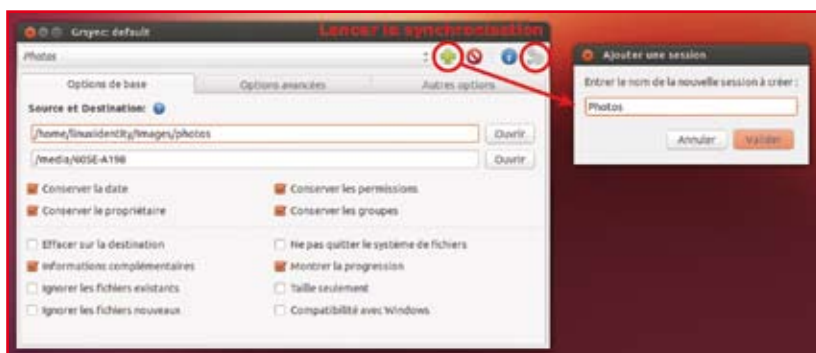 Grsync: default
Lancer la synchronisation
Photos
Options de base
Options avancées
Autres options
Source et Destination:
/home/linuxidentity/Images/photos
Ouvrir
/media/605E-A198
Ouvrir
Conserver la date
Conserver les permissions
Conserver le propriétaire
Conserver les groupes
Effacer sur la destination
Ne pas quitter le système de fichiers
Informations complémentaires
Montrer la progression
Ignorer les fichiers existants
Taille seulement
Ignorer les fichiers nouveaux
Compatibilité avec Windows
Ajouter une session
Entrer le nom de la nouvelle session à créer :
Photos
Annuler
Valider